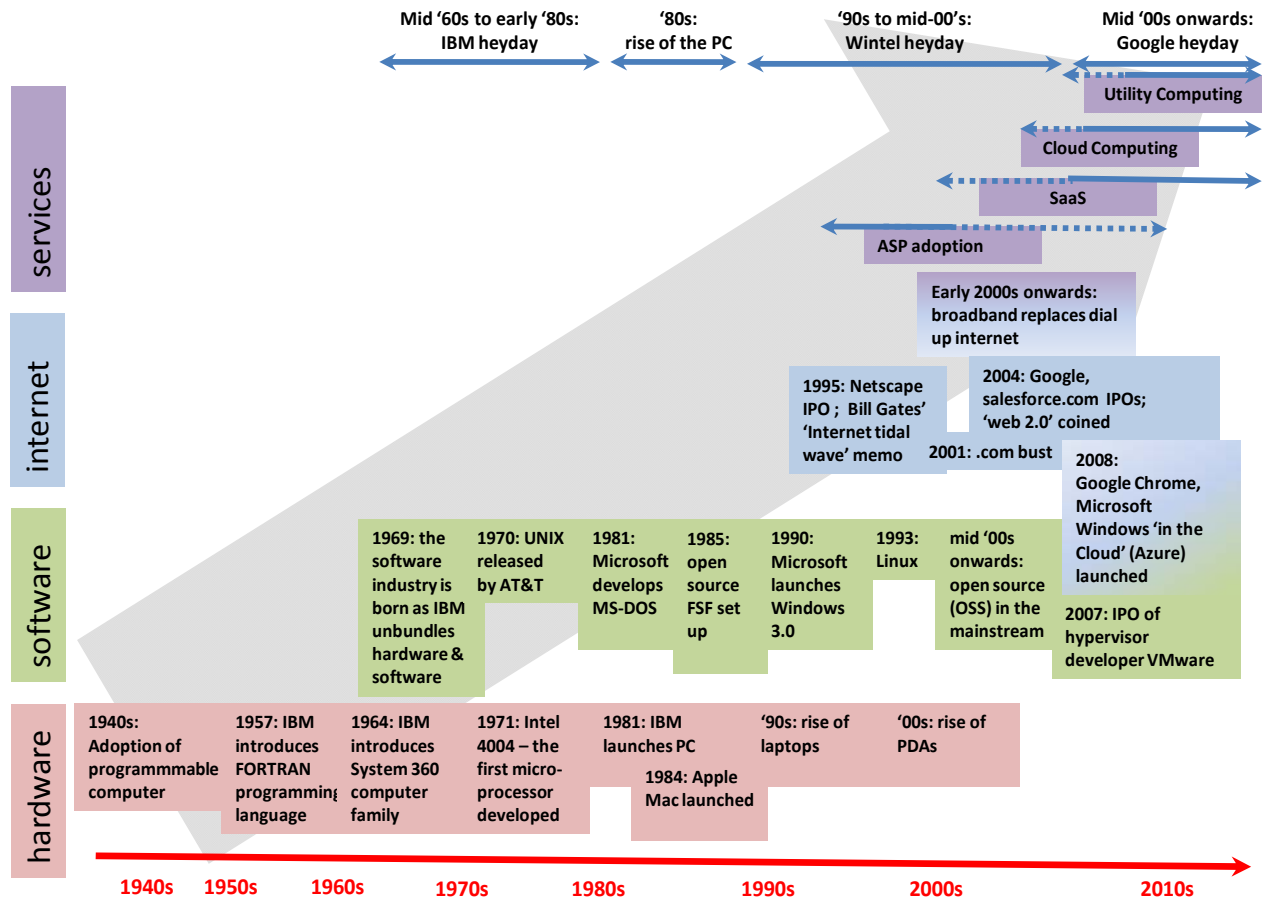 Mid ‘60s to early ‘80s:
IBM heyday
‘80s:
rise of the PC
‘90s to mid-00’s:
Wintel heyday
Mid ‘00s onwards:
Google heyday
services
Utility Computing
Cloud Computing
SaaS
ASP adoption
Early 2000s onwards:
broadband replaces dial
up internet
internet
1995: Netscape
IPO ; Bill Gates’
‘Internet tidal
wave’ memo
2004: Google,
salesforce.com IPOs;
‘web 2.0’ coined
2001: .com bust
2008:
Google Chrome,
Microsoft
Windows ‘in the
Cloud’ (Azure)
launched
software
1969: the
software
industry is
born as IBM
unbundles
hardware &
software
1970: UNIX
released
by AT&T
1981:
Microsoft
develops
MS-DOS
1985:
open
source
FSF set
up
1990:
Microsoft
launches
Windows
3.0
1993:
Linux
mid ‘00s
onwards:
open source
(OSS) in the
mainstream
2007: IPO of
hypervisor
developer VMware
hardware
1940s:
Adoption of
programmmable
computer
1957: IBM
introduces
FORTRAN
programming
language
1964: IBM
introduces
System 360
computer
family
1971: Intel
4004 – the
first micro-
processor
developed
1981: IBM
launches PC
1984: Apple
Mac launched
‘90s: rise of
laptops
‘00s: rise of
PDAs
1940s
1950s
1960s
1970s
1980s
1990s
2000s
2010s